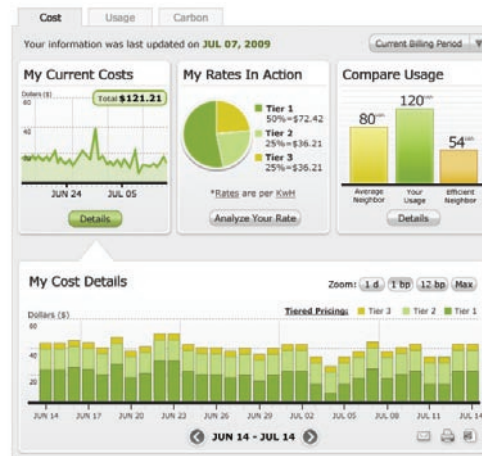 Cost Usage Carbon
Your information was last updated on JUL 07, 2009 Current Billing Period
My Current Costs
Dollars ($)
60
Total $121.21
40
20
JUN 24 JUL 05
Details
My Rates In Action
Tier 1
50%=$72.42
Tier 2
25%=$36.21
Tier 3
25%=$36.21
*Rates are per KwH
Analyze Your Rate
Compare Usage
120
80
54
Average Neighbor
Your Usage
Efficient Neighbor
Details
My Cost Details
Zoom: 1 d 1 bp 12 bp Max
Dollars ($)
Tiered Pricing: Tier 3 Tier 2 Tier 1
60
40
20
JUN 14 JUN 17 JUN 20 JUN 23 JUN 26 JUN 29 JUL 02 JUL 05 JUL 08 JUL 11 JUL 14
JUN 14 - JUL 14